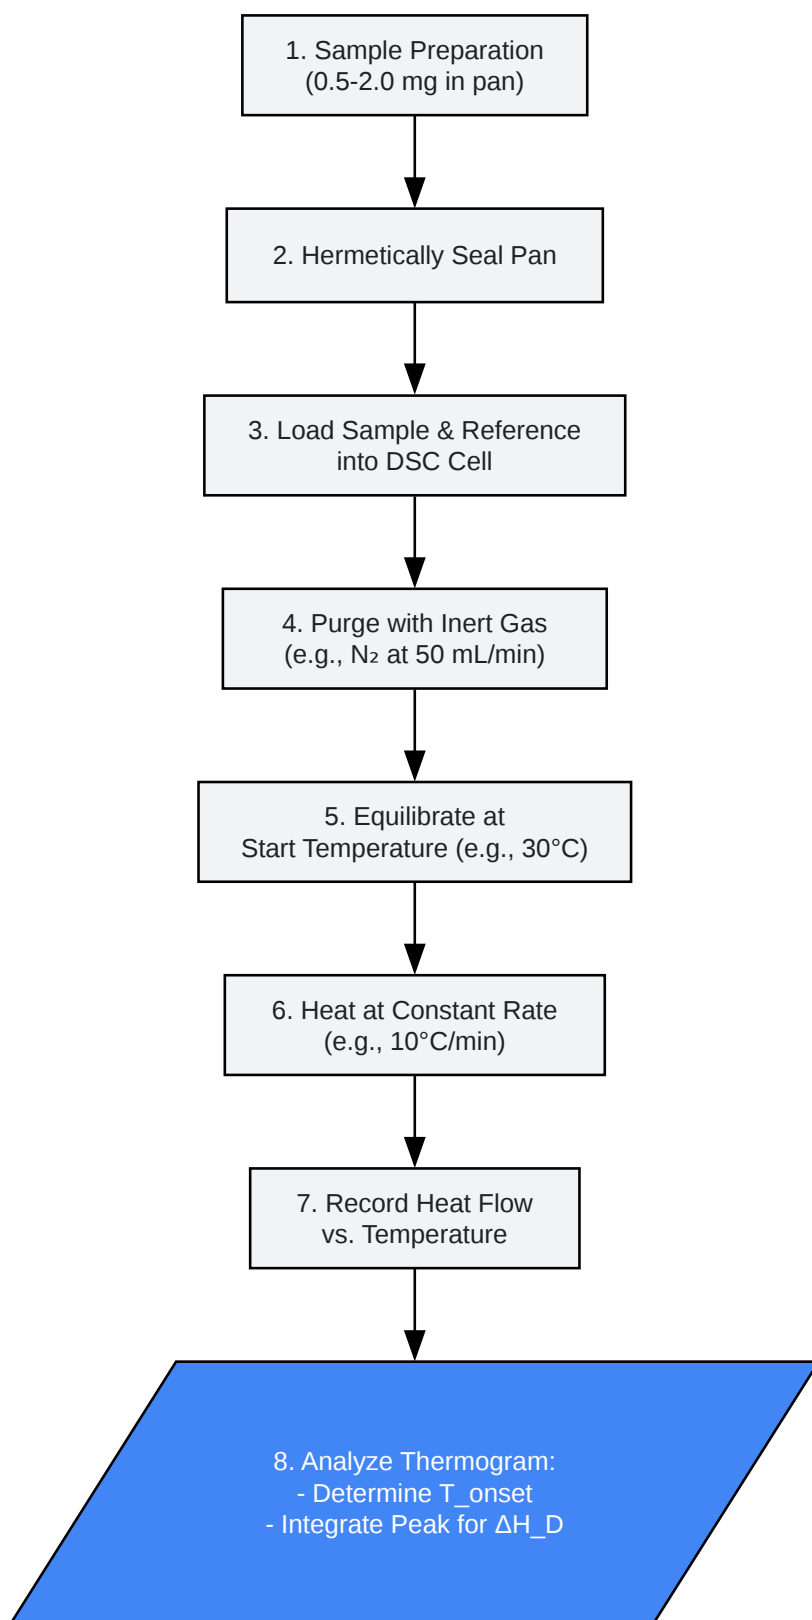 1. Sample Preparation
(0.5-2.0 mg in pan)
2. Hermetically Seal Pan
3. Load Sample & Reference
into DSC Cell
4. Purge with Inert Gas
(e.g., N₂ at 50 mL/min)
5. Equilibrate at
Start Temperature (e.g., 30°C)
6. Heat at Constant Rate
(e.g., 10°C/min)
7. Record Heat Flow
vs. Temperature
8. Analyze Thermogram:
- Determine T_onset
- Integrate Peak for ΔH_D